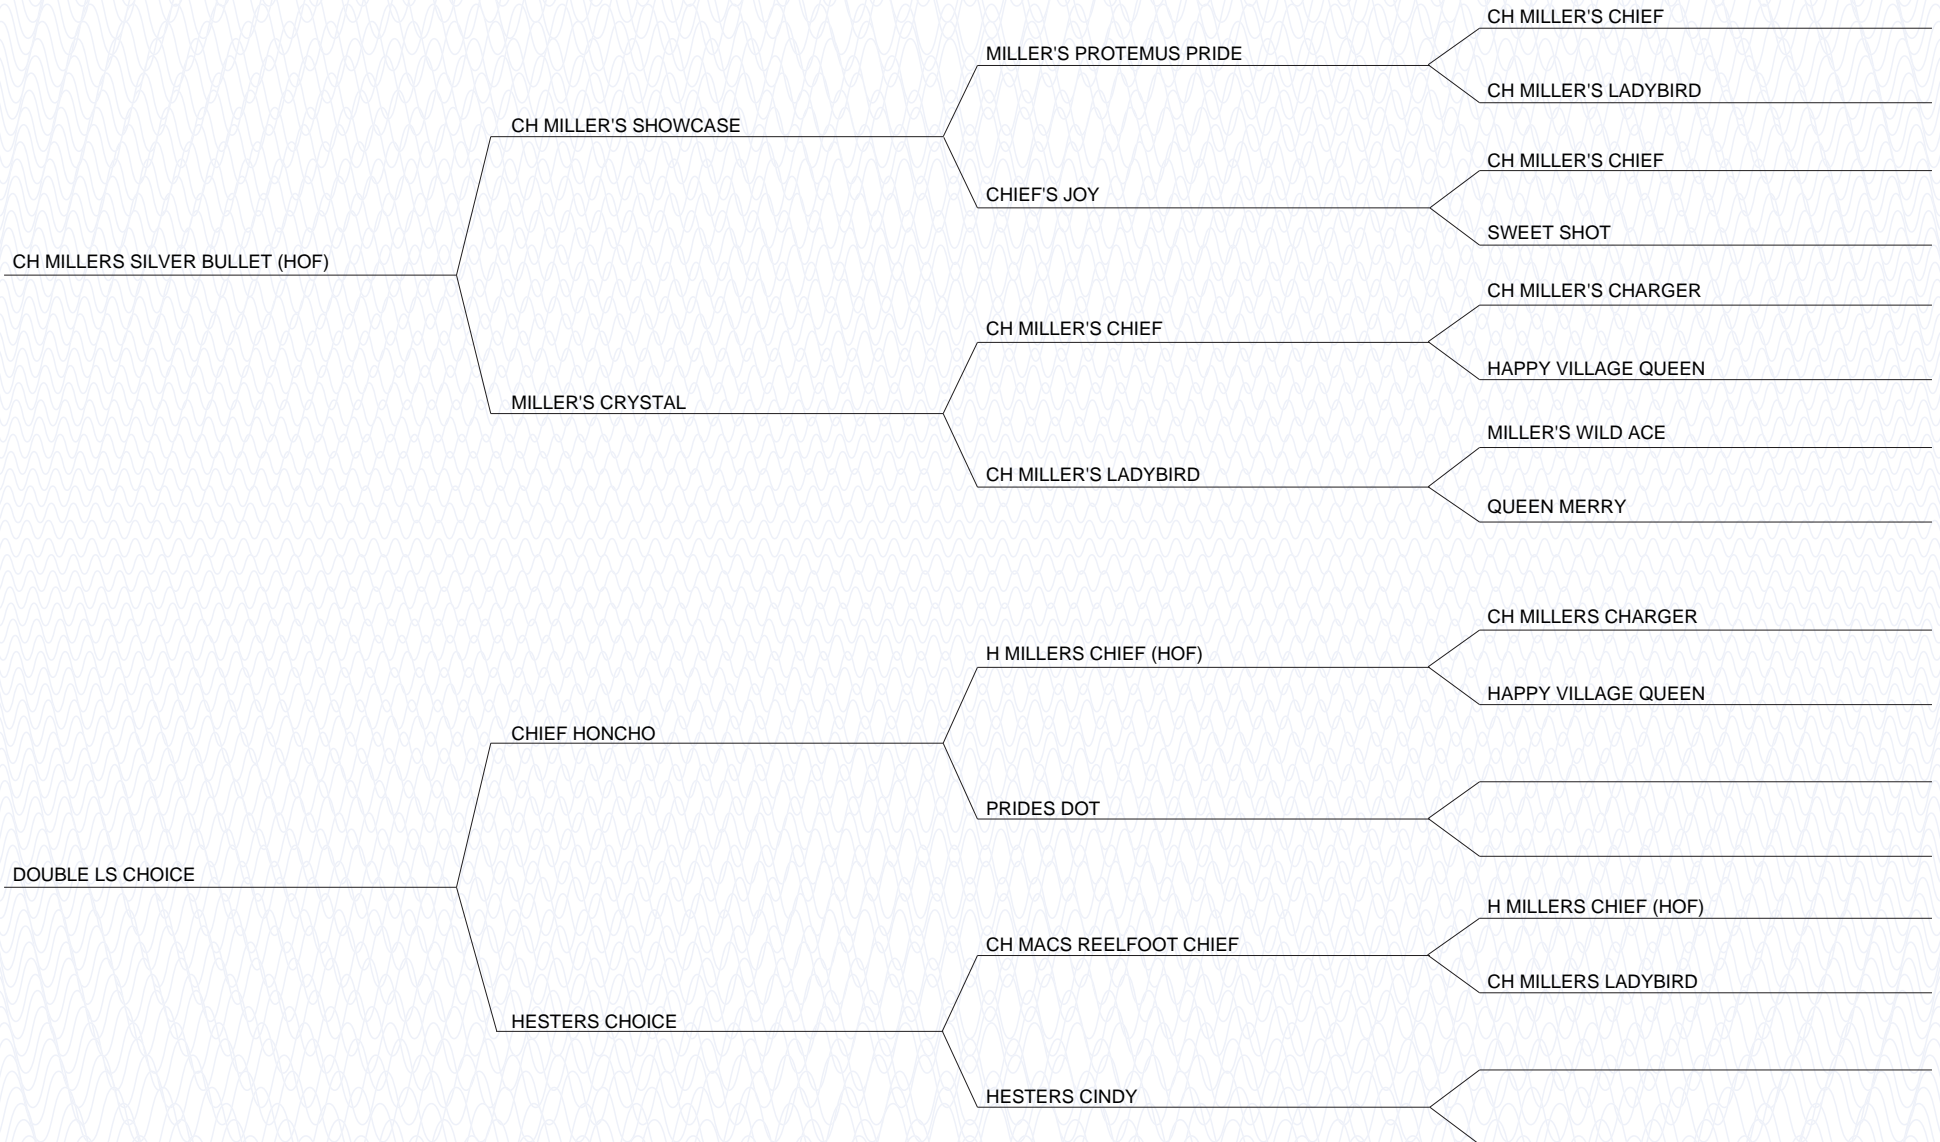 CH MILLER'S CHIEF
MILLER'S PROTEMUS PRIDE
CH MILLER'S LADYBIRD
CH MILLER'S SHOWCASE
CH MILLER'S CHIEF
CHIEF'S JOY
SWEET SHOT
CH MILLERS SILVER BULLET (HOF)
CH MILLER'S CHARGER
CH MILLER'S CHIEF
HAPPY VILLAGE QUEEN
MILLER'S CRYSTAL
MILLER'S WILD ACE
CH MILLER'S LADYBIRD
QUEEN MERRY
CH MILLERS CHARGER
H MILLERS CHIEF (HOF)
HAPPY VILLAGE QUEEN
CHIEF HONCHO
PRIDES DOT
DOUBLE LS CHOICE
H MILLERS CHIEF (HOF)
CH MACS REELFOOT CHIEF
CH MILLERS LADYBIRD
HESTERS CHOICE
HESTERS CINDY